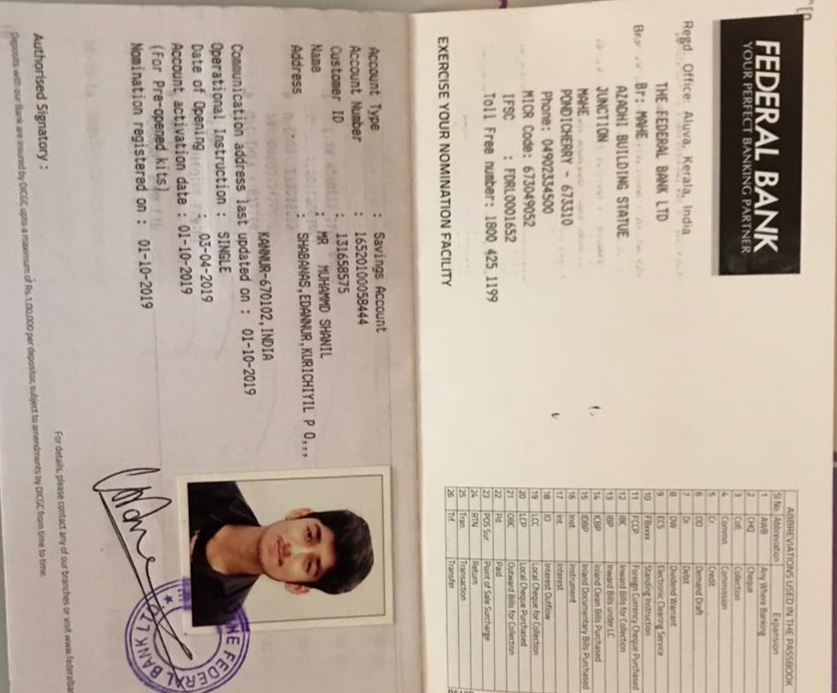 FEDERAL BANK
YOUR PERFECT BANKING PARTNER
Regd. Office: Aluva, Kerala, India
THE FEDERAL BANK LTD
Br: MAHE
AZADHI BUILDING STATUE
JUNCTION
MAHE
PONDICHERRY - 673310
Phone: 04902334500
MICR Code: 673049052
IFSC : FDRL0001652
Toll Free number: 1800 425 1199
EXERCISE YOUR NOMINATION FACILITY
ABBREVIATIONS USED IN THE PASSBOOK
Sl No. Abbreviation Expansion
1 AWB Any Where Banking
2 CHQ Cheque
3 Coll. Collection
4 Commn. Commission
5 Cr. Credit
6 DD Demand Draft
7 Dr. Debit
8 DW Dividend Warrant
9 ECS Electronic Clearing Service
10 FBxxxx Standing Instruction
11 FCCP Foreign Currency Cheque Purchased
12 IBC Inward Bills for Collection
13 IBP Inward Bills under LC
14 ICBP Inland Clean Bills Purchased
15 IDBP Inland Documentary Bills Purchased
16 Inst. Instrument
17 Int. Interest
18 IO Interest Outflow
19 LCC Local Cheque for Collection
20 LCP Local Cheque Purchased
21 OBC Outward Bills for Collection
22 Pd. Paid
23 POS Sur. Point of Sale Surcharge
24 RTN Return
25 Tran. Transaction
26 Trf. Transfer
Account Type : Savings Account
Account Number : 16520100058444
Customer ID : 131658575
Name : MR MUHAMMD SHANIL
Address : SHABANAS,EDANNUR,KURICHIYIL P O,,,
KANNUR-670102,INDIA
Communication address last updated on : 01-10-2019
Operational Instruction : SINGLE
Date of Opening : 03-04-2019
Account activation date : 01-10-2019
(For Pre-opened kits)
Nomination registered on : 01-10-2019
THE FEDERAL BANK LTD
For details, please contact any of our branches or visit www.federalban
Authorised Signatory :
Deposits with our Bank are insured by DICGC upto a maximum of Rs.1,00,000 per depositor, subject to amendments by DICGC from time to time.